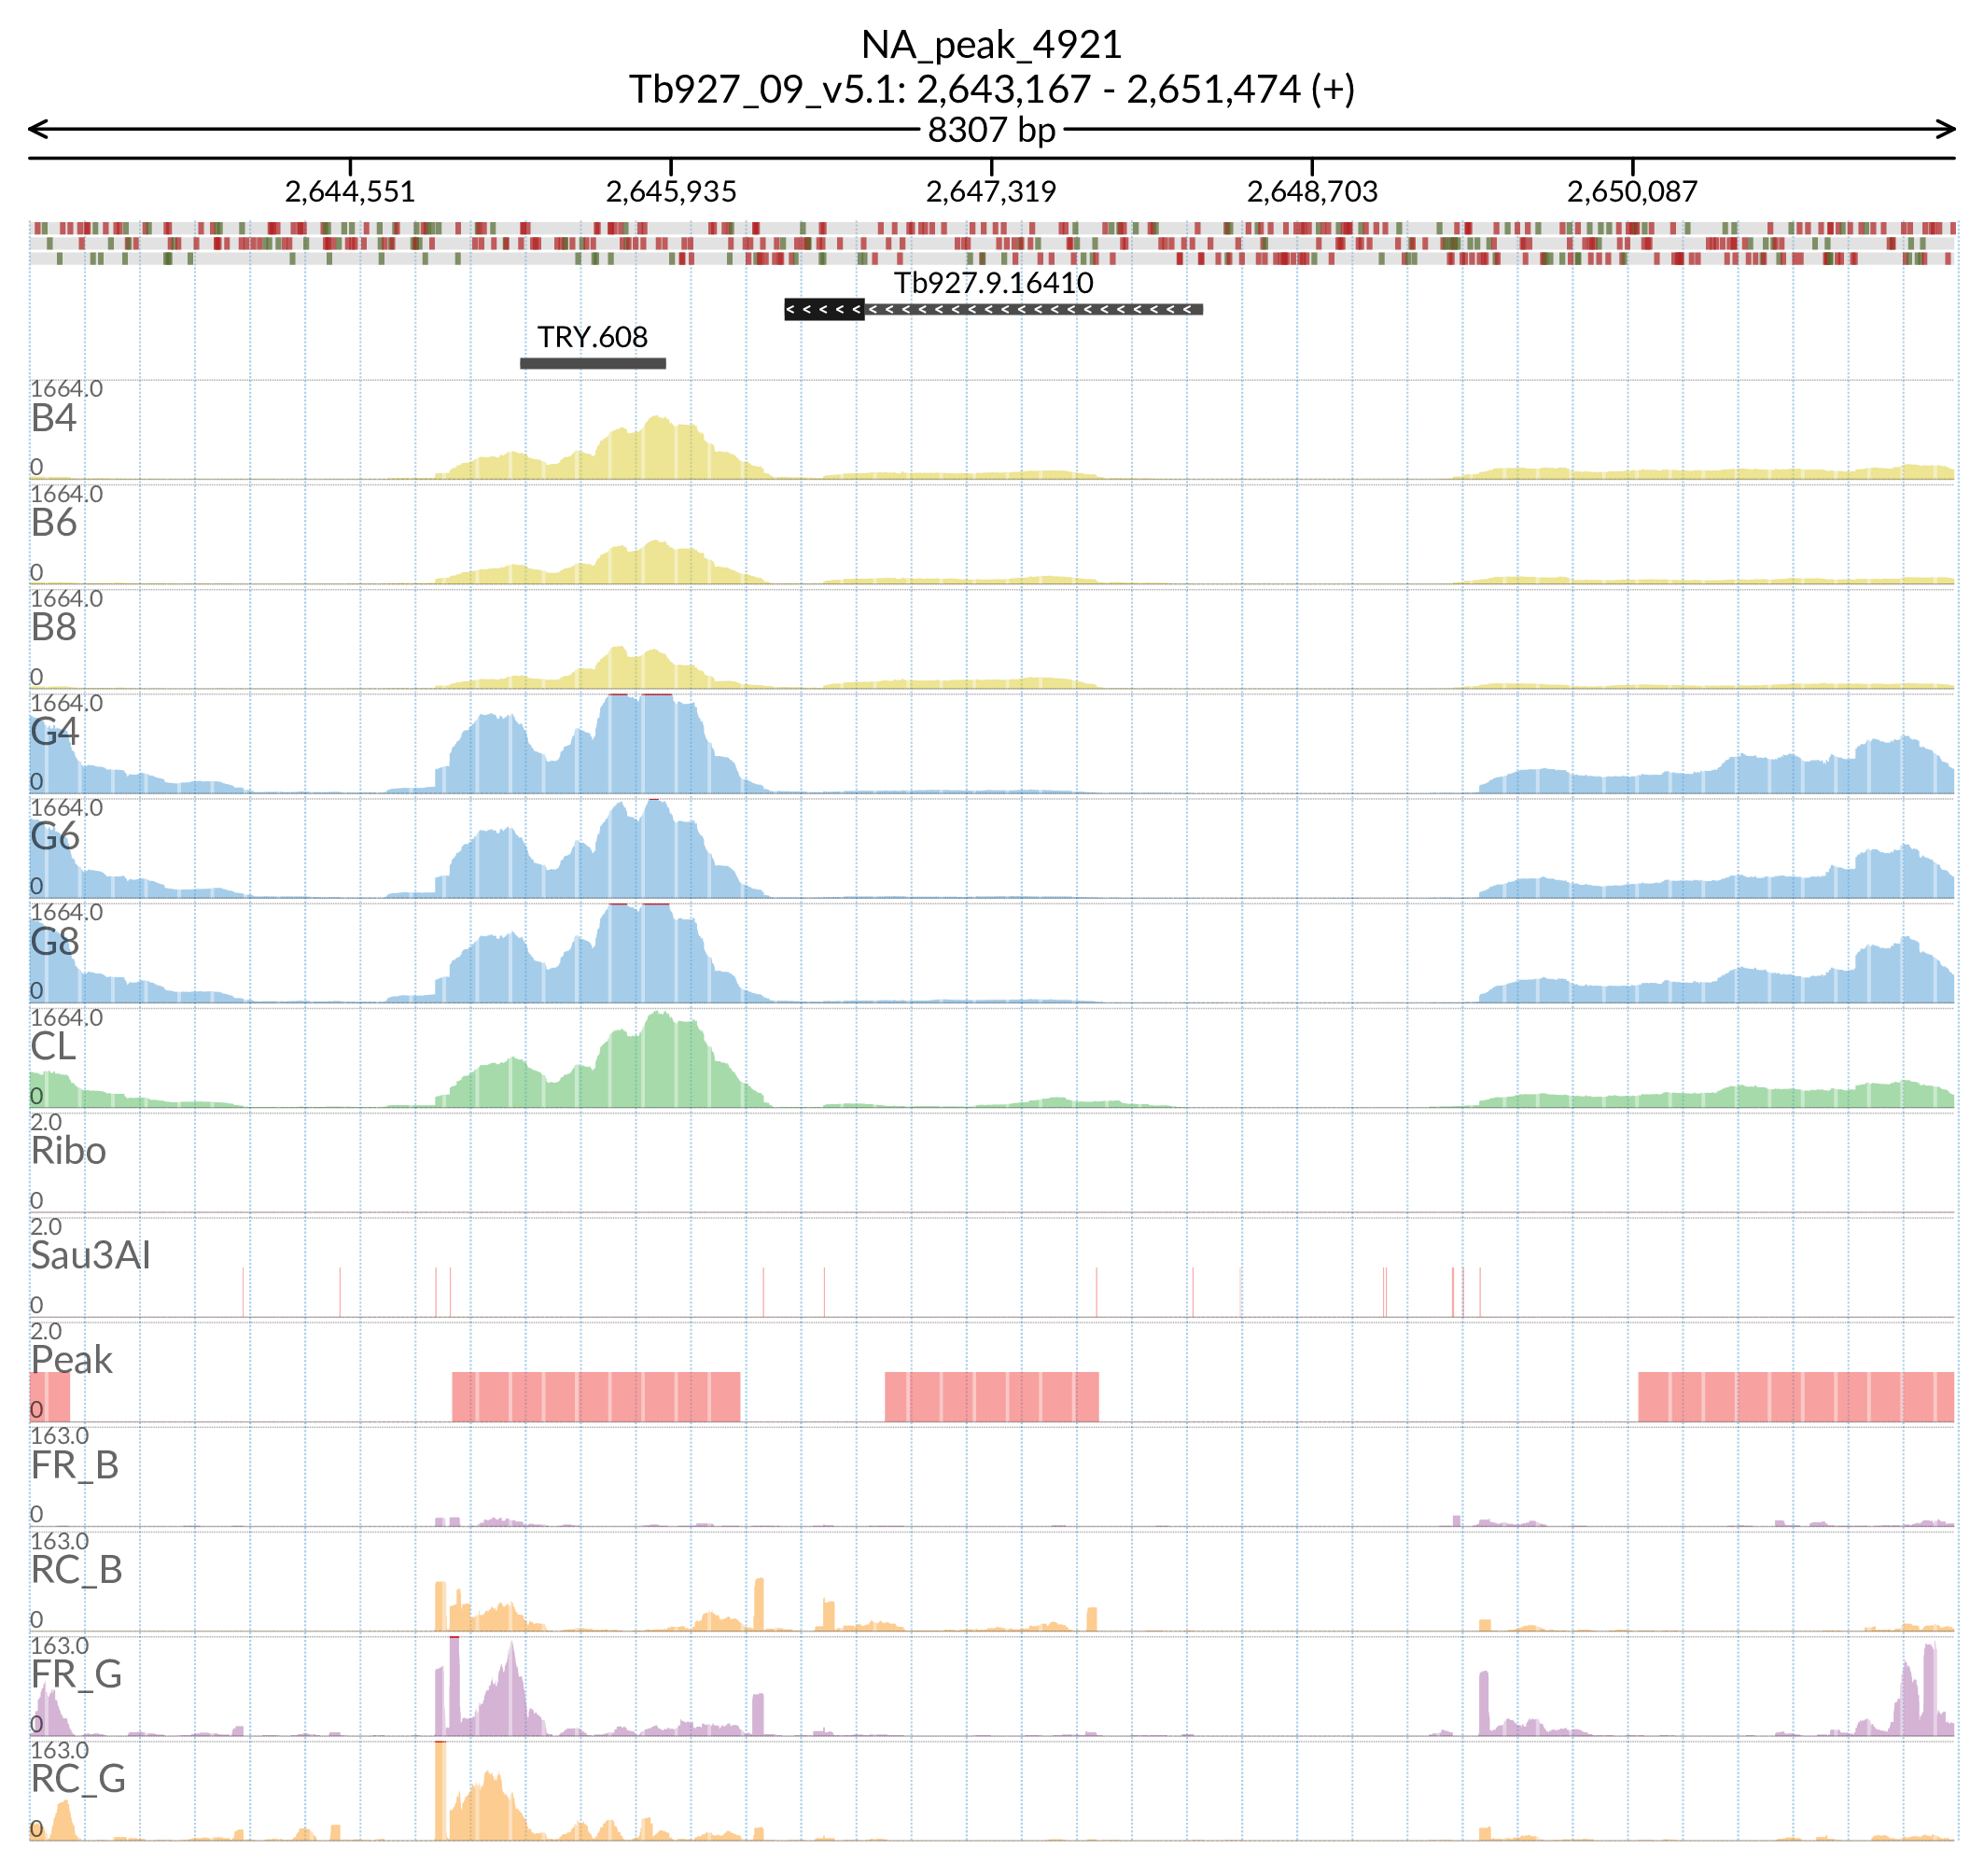 NA_peak_4921
Tb927_09_v5.1: 2,643,167 - 2,651,474 (+)
8307 bp
2,644,551 2,645,935 2,647,319 2,648,703 2,650,087
Tb927.9.16410
TRY.608
1664.0
B4
0
1664.0
B6
0
1664.0
B8
0
1664.0
G4
0
1664.0
G6
0
1664.0
G8
0
1664.0
CL
0
2.0
Ribo
0
2.0
Sau3AI
0
2.0
Peak
0
163.0
FR_B
0
163.0
RC_B
0
163.0
FR_G
0
163.0
RC_G
0